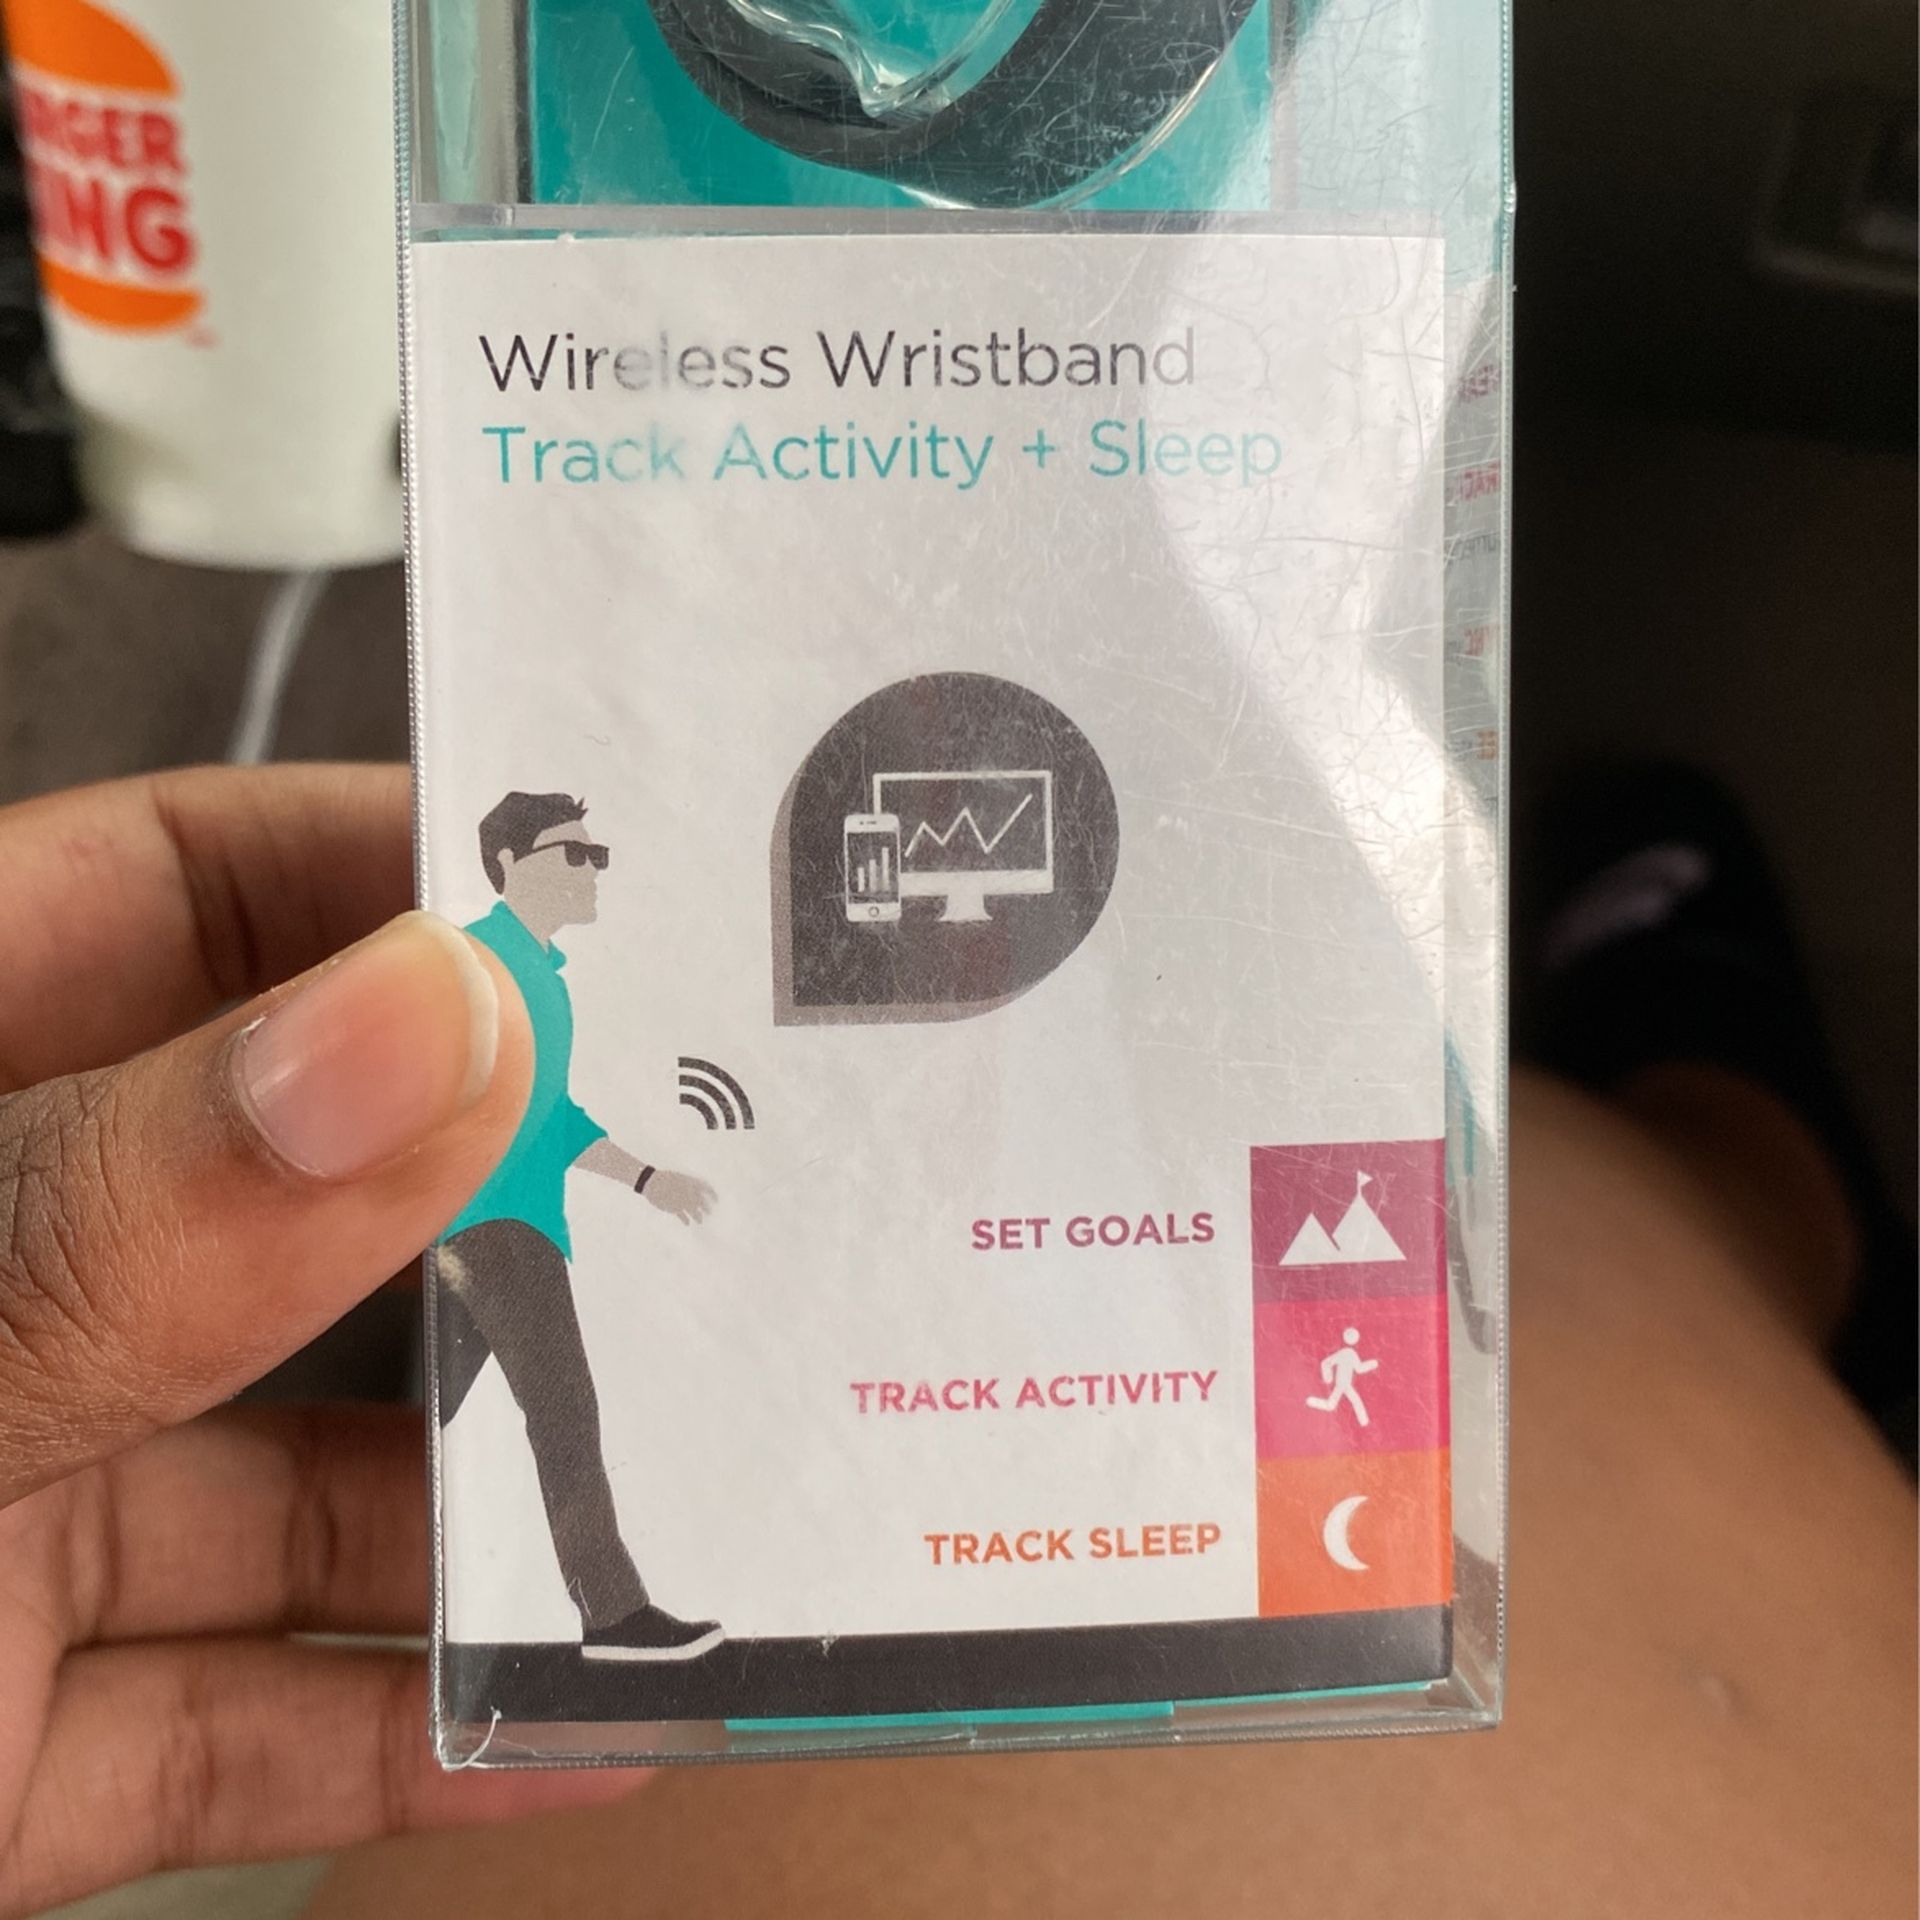 Wireless Wristband
Track Activity + Sleep
SET GOALS
TRACK ACTIVITY
TRACK SLEEP